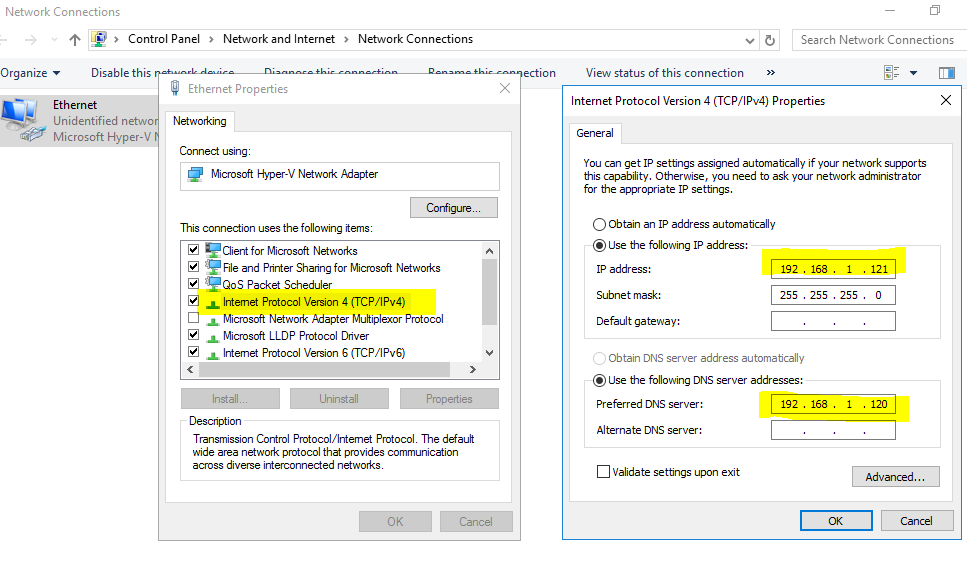 Network Connections
Control Panel > Network and Internet > Network Connections
Search Network Connections
Organize
Disable this network device
Diagnose this connection
Rename this connection
View status of this connection
»
Ethernet
Unidentified networ
Microsoft Hyper-V N
Ethernet Properties
Networking
Connect using:
Microsoft Hyper-V Network Adapter
Configure...
This connection uses the following items:
Client for Microsoft Networks
File and Printer Sharing for Microsoft Networks
QoS Packet Scheduler
Internet Protocol Version 4 (TCP/IPv4)
Microsoft Network Adapter Multiplexor Protocol
Microsoft LLDP Protocol Driver
Internet Protocol Version 6 (TCP/IPv6)
Install...
Uninstall
Properties
Description
Transmission Control Protocol/Internet Protocol. The default
wide area network protocol that provides communication
across diverse interconnected networks.
OK
Cancel
Internet Protocol Version 4 (TCP/IPv4) Properties
General
You can get IP settings assigned automatically if your network supports
this capability. Otherwise, you need to ask your network administrator
for the appropriate IP settings.
Obtain an IP address automatically
Use the following IP address:
IP address: 192 . 168 . 1 . 121
Subnet mask: 255 . 255 . 255 . 0
Default gateway: . . .
Obtain DNS server address automatically
Use the following DNS server addresses:
Preferred DNS server: 192 . 168 . 1 . 120
Alternate DNS server: . . .
Validate settings upon exit
Advanced...
OK
Cancel